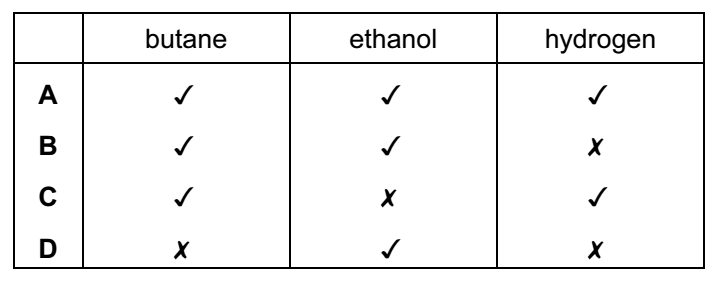 butane ethanol hydrogen
A ✓ ✓ ✓
B ✓ ✓ ✗
C ✓ ✗ ✓
D ✗ ✓ ✗